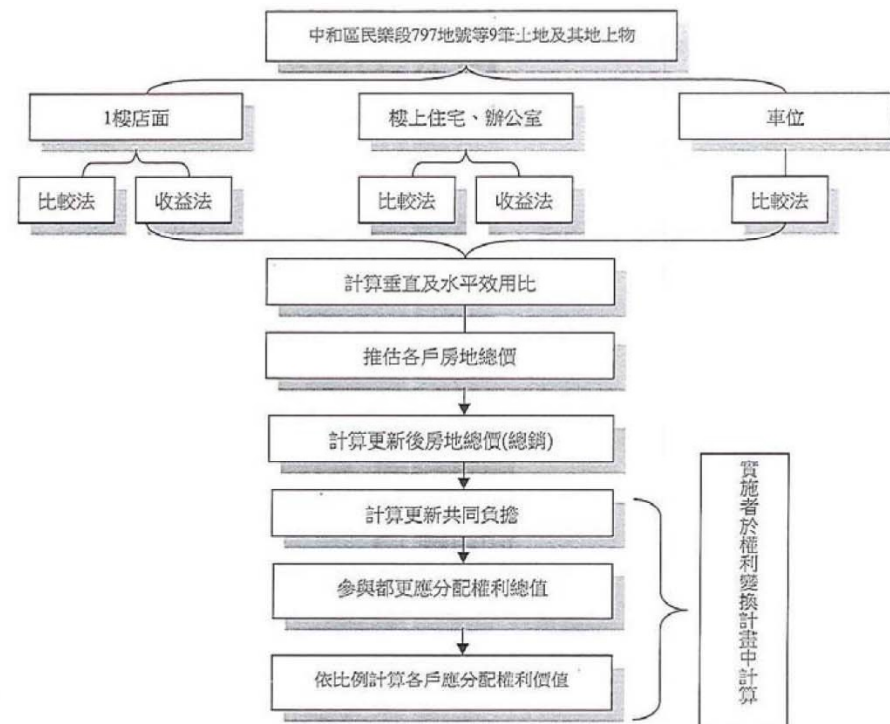 中和區民樂段797地號等9筆土地及其地上物
1樓店面
樓上住宅、辦公室
車位
比較法
收益法
比較法
收益法
比較法
計算垂直及水平效用比
推估各戶房地總價
計算更新後房地總價(總銷)
計算更新共同負擔
參與都更應分配權利總值
依比例計算各戶應分配權利價值
實施者於權利變換計畫中計算